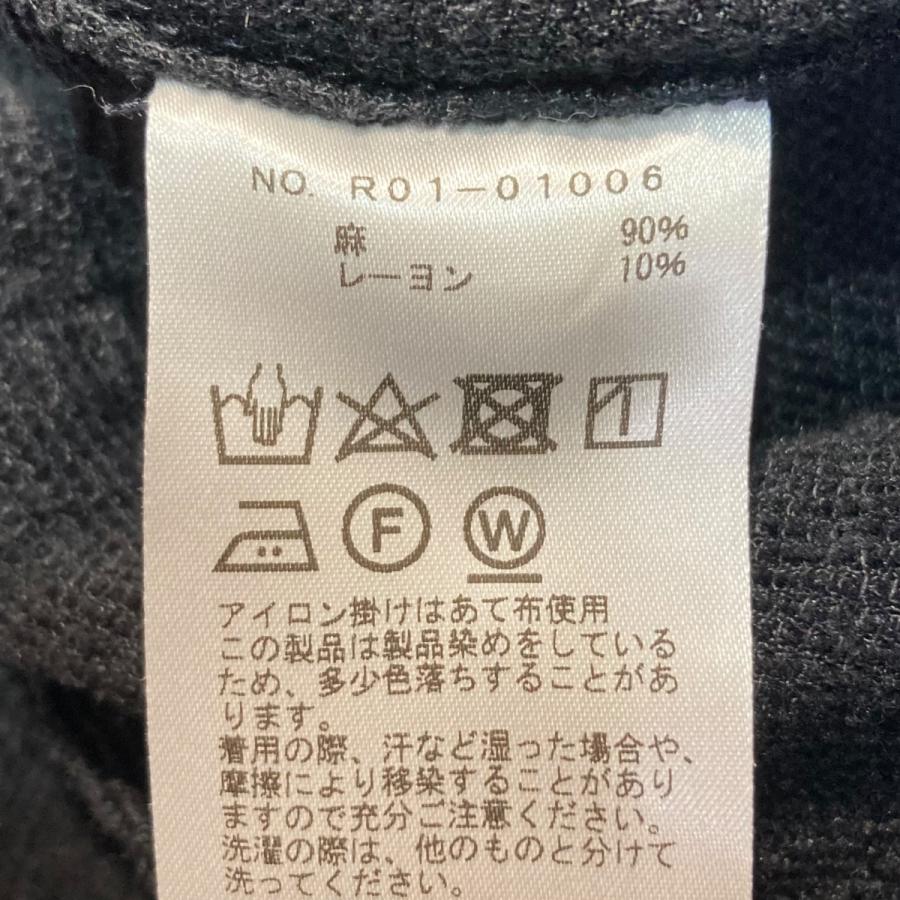 NO. R01-01006
麻 90%
レーヨン 10%
F W
アイロン掛けはあて布使用
この製品は製品染めをしている
ため、多少色落ちすることがあ
ります。
着用の際、汗など湿った場合や、
摩擦により移染することがあり
ますので充分ご注意ください。
洗濯の際は、他のものと分けて
洗ってください。